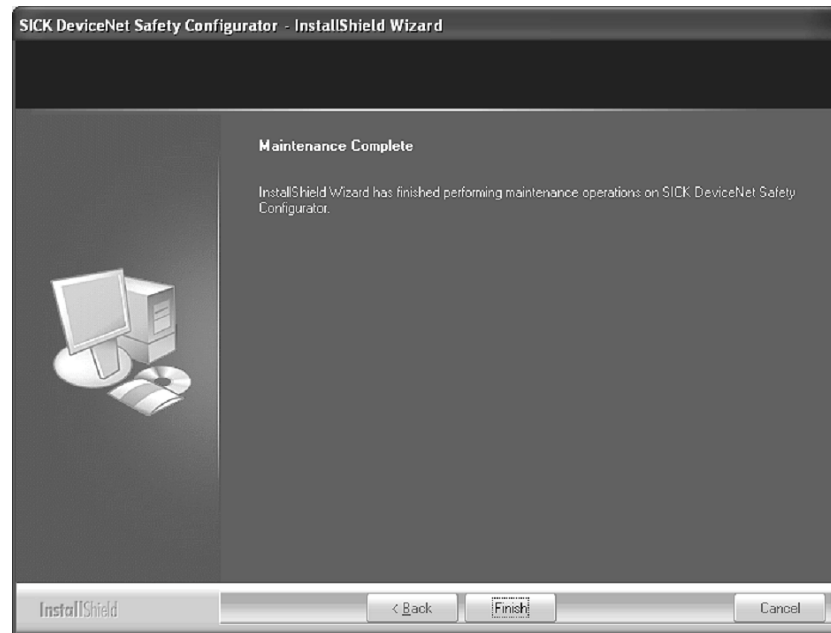 SICK DeviceNet Safety Configurator - InstallShield Wizard
Maintenance Complete
InstallShield Wizard has finished performing maintenance operations on SICK DeviceNet Safety
Configurator.
InstallShield
< Back
Finish
Cancel